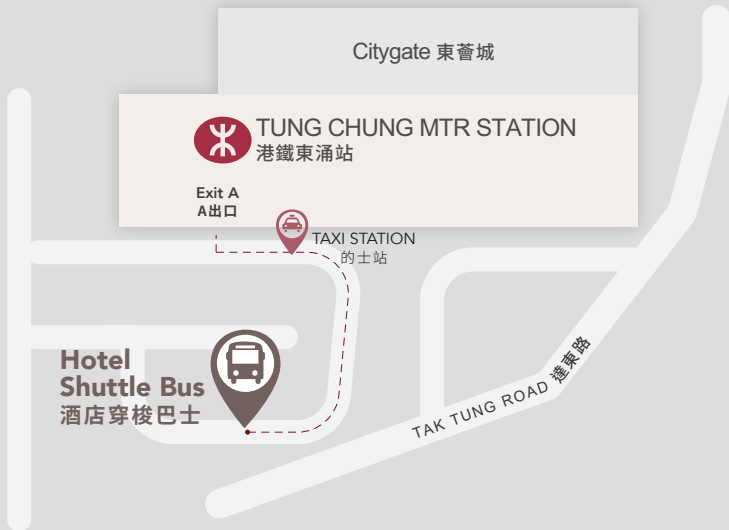 Citygate 東薈城
TUNG CHUNG MTR STATION
港鐵東涌站
Exit A
A出口
TAXI STATION
的士站
Hotel
Shuttle Bus
酒店穿梭巴士
TAK TUNG ROAD 達東路